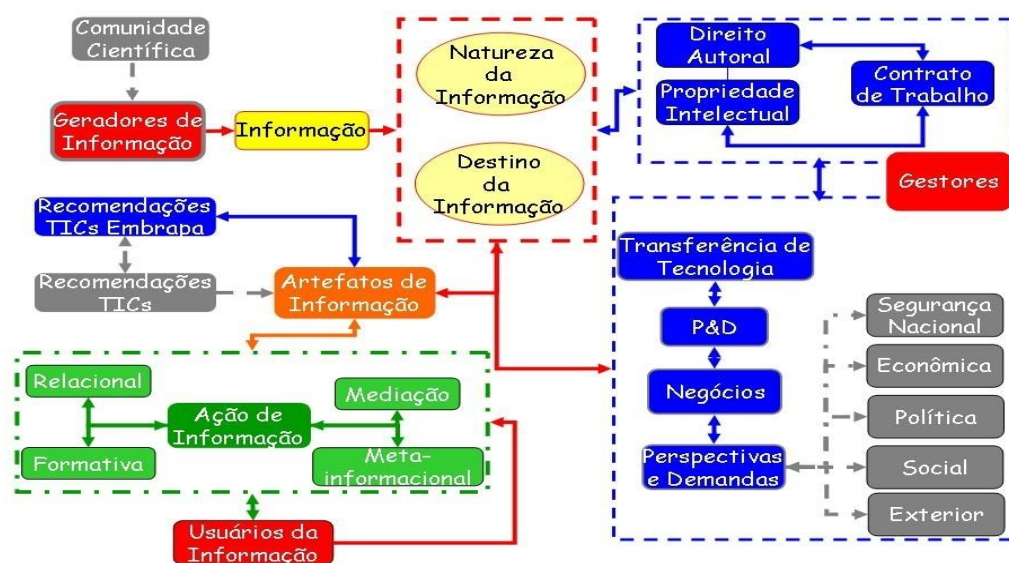 Comunidade
Científica
Geradores de
Informação
Informação
Natureza
da
Informação
Destino
da
Informação
Direito
Autoral
Propriedade
Intelectual
Contrato
de Trabalho
Gestores
Recomendações
TICs Embrapa
Recomendações
TICs
Artefatos de
Informação
Transferência de
Tecnologia
P&D
Negócios
Perspectivas
e Demandas
Segurança
Nacional
Econômica
Política
Social
Exterior
Relacional
Formativa
Ação de
Informação
Mediação
Meta-
informacional
Usuários da
Informação